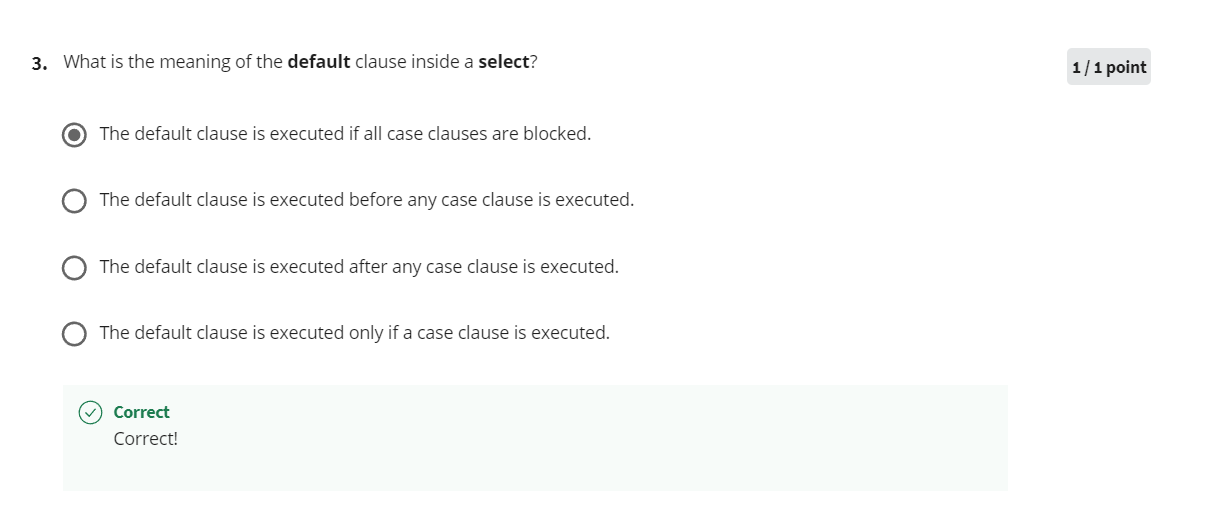 3. What is the meaning of the default clause inside a select?
1 / 1 point
The default clause is executed if all case clauses are blocked.
The default clause is executed before any case clause is executed.
The default clause is executed after any case clause is executed.
The default clause is executed only if a case clause is executed.
Correct
Correct!